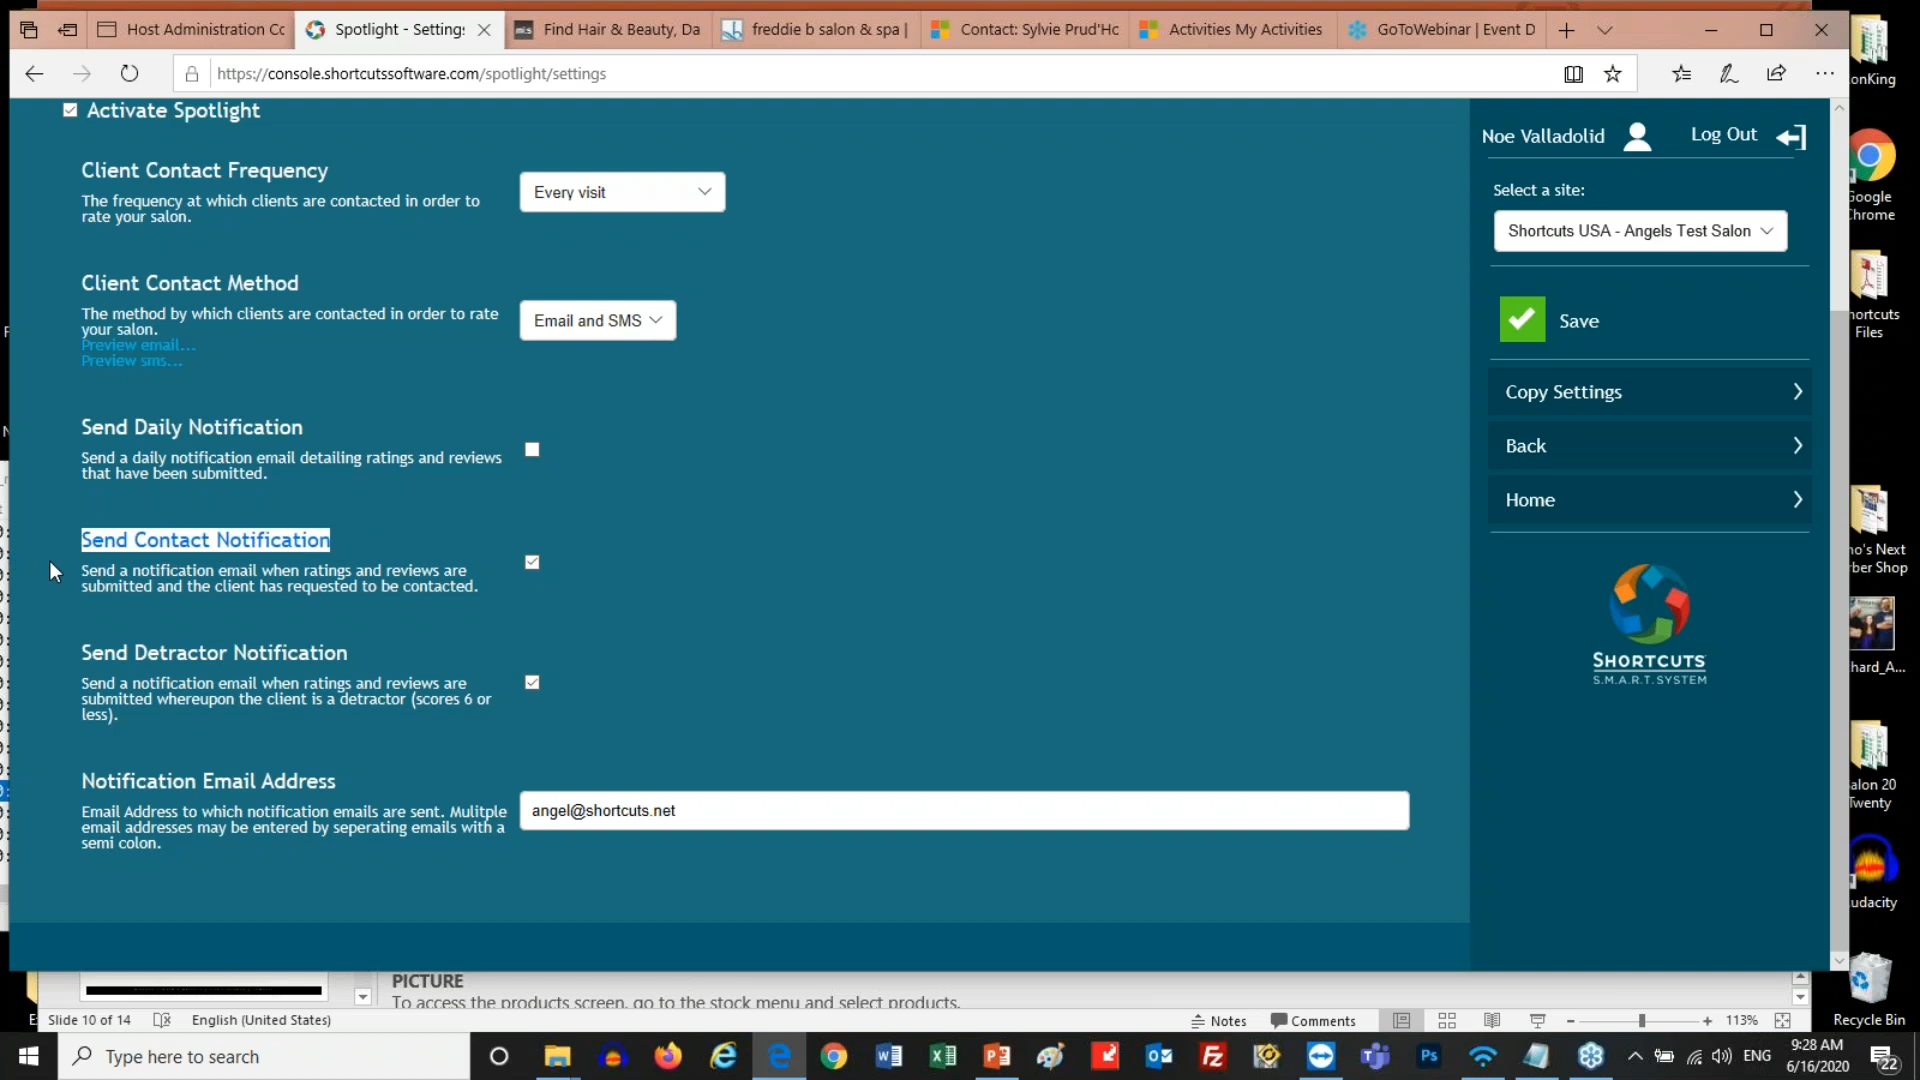 Host Administration Co
Spotlight - Settings
Find Hair & Beauty, Da
freddie b salon & spa |
Contact: Sylvie Prud'Ho
Activities My Activities
GoToWebinar | Event D
https://console.shortcutssoftware.com/spotlight/settings
Activate Spotlight
Client Contact Frequency
The frequency at which clients are contacted in order to
rate your salon.
Every visit
Client Contact Method
The method by which clients are contacted in order to rate
your salon.
Preview email...
Preview sms...
Email and SMS
Send Daily Notification
Send a daily notification email detailing ratings and reviews
that have been submitted.
Send Contact Notification
Send a notification email when ratings and reviews are
submitted and the client has requested to be contacted.
Send Detractor Notification
Send a notification email when ratings and reviews are
submitted whereupon the client is a detractor (scores 6 or
less).
Notification Email Address
Email Address to which notification emails are sent. Mulitple
email addresses may be entered by seperating emails with a
semi colon.
angel@shortcuts.net
Noe Valladolid
Log Out
Select a site:
Shortcuts USA - Angels Test Salon
Save
Copy Settings
Back
Home
SHORTCUTS
S.M.A.R.T.SYSTEM
onKing
Google
Chrome
ortcuts
Files
ho's Next
rber Shop
hard_A...
alon 20
Twenty
udacity
Recycle Bin
PICTURE
To access the products screen, go to the stock menu and select products.
Slide 10 of 14
English (United States)
Notes
Comments
113%
Type here to search
ENG
9:28 AM
6/16/2020
22